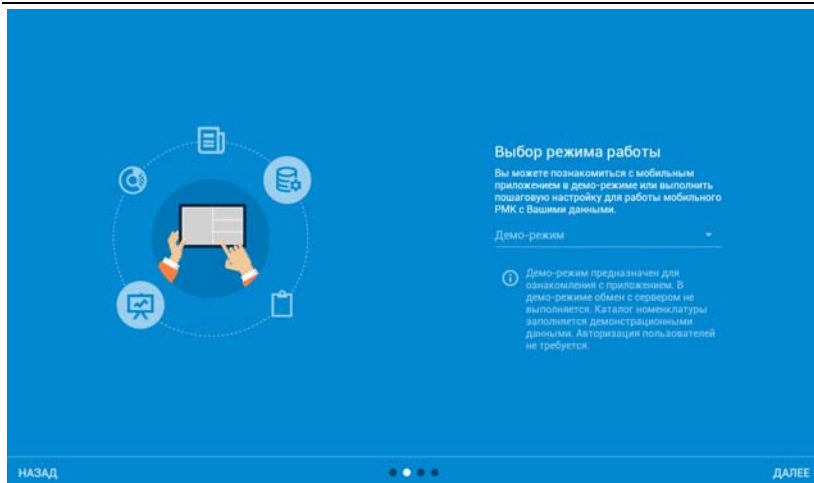 Выбор режима работы
Вы можете познакомиться с мобильным
приложением в демо-режиме или выполнить
пошаговую настройку для работы мобильного
РМК с Вашими данными.
Демо-режим
Демо-режим предназначен для
ознакомления с приложением. В
демо-режиме обмен с сервером не
выполняется. Каталог номенклатуры
заполняется демонстрационными
данными. Авторизация пользователей
не требуется.
НАЗАД
ДАЛЕЕ